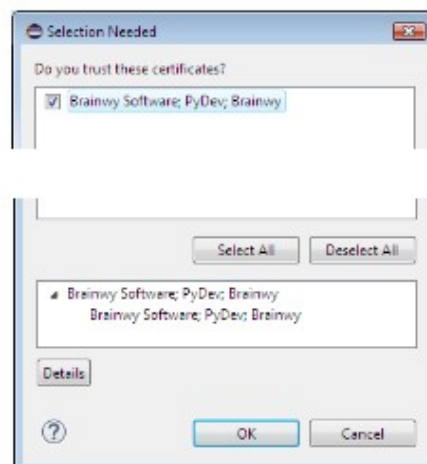 Selection Needed
Do you trust these certificates?
Brainwy Software; PyDev; Brainwy
Select All Deselect All
Brainwy Software; PyDev; Brainwy
Brainwy Software; PyDev; Brainwy
Details
OK Cancel